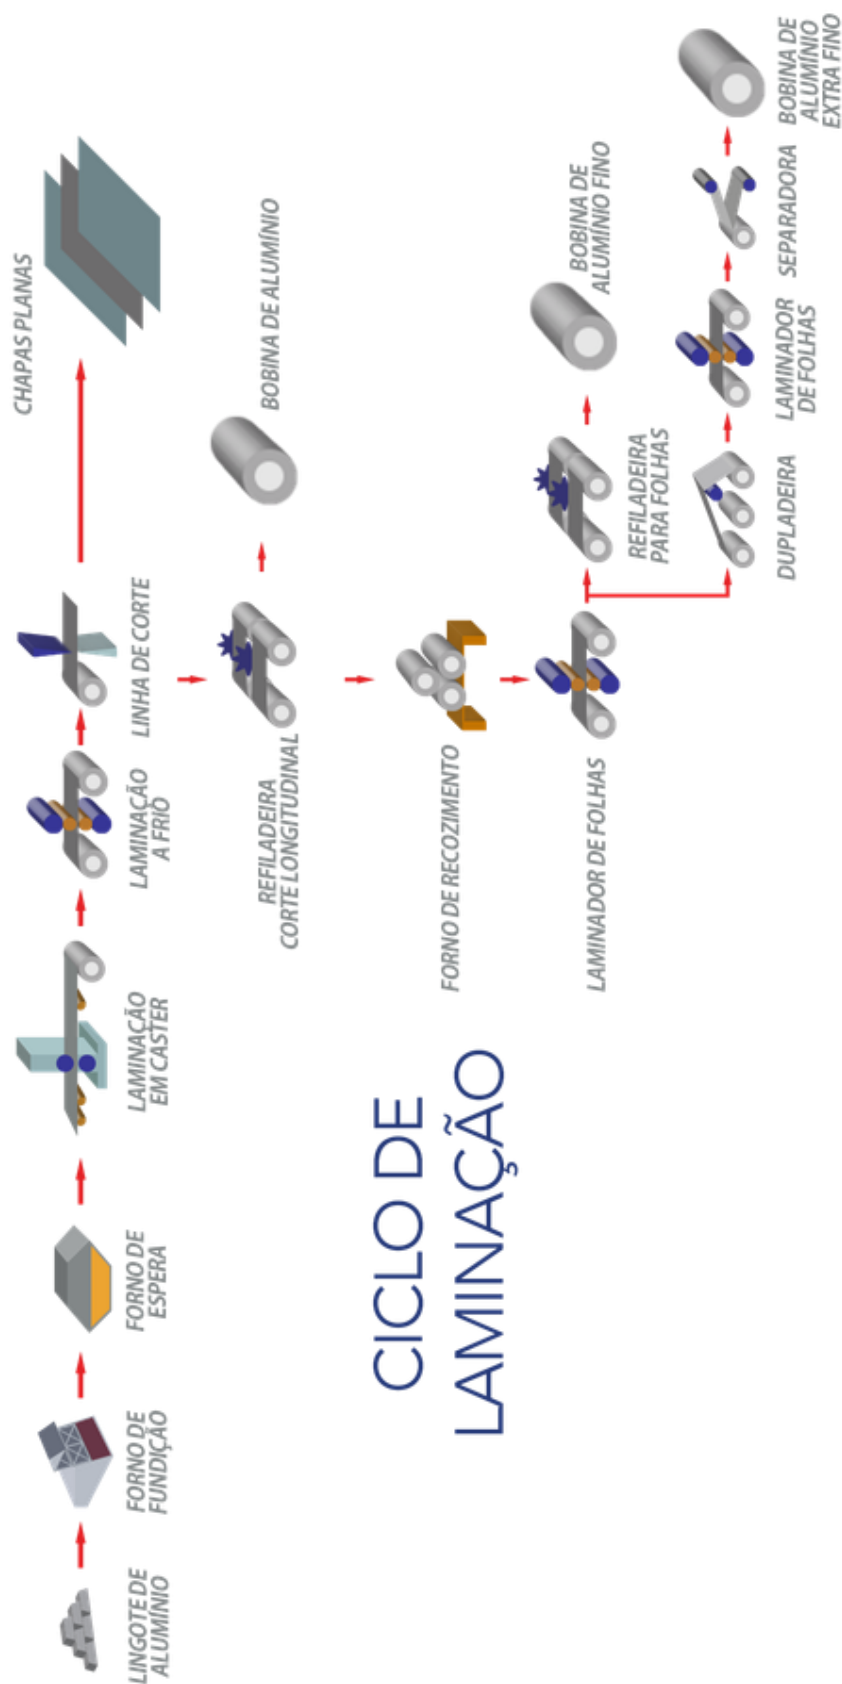 LINGOTE DE
ALUMÍNIO
FORNO DE
FUNDIÇÃO
FORNO DE
ESPERA
LAMINAÇÃO
EM CASTER
LAMINAÇÃO
A FRIO
LINHA DE CORTE
CHAPAS PLANAS
REFILADEIRA
CORTE LONGITUDINAL
BOBINA DE ALUMÍNIO
CICLO DE
LAMINAÇÃO
FORNO DE RECOZIMENTO
LAMINADOR DE FOLHAS
REFILADEIRA
PARA FOLHAS
BOBINA DE
ALUMÍNIO FINO
DUPLADEIRA
LAMINADOR
DE FOLHAS
SEPARADORA
BOBINA DE
ALUMÍNIO
EXTRA FINO